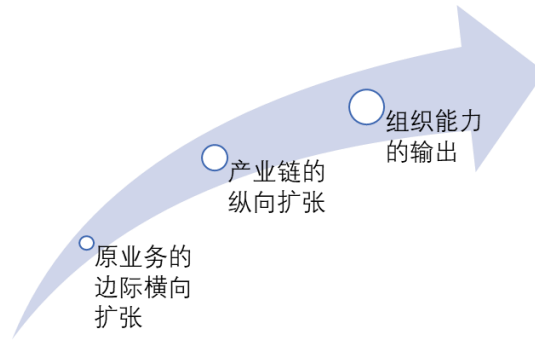 组织能力
的输出
产业链的
纵向扩张
原业务的
边际横向
扩张